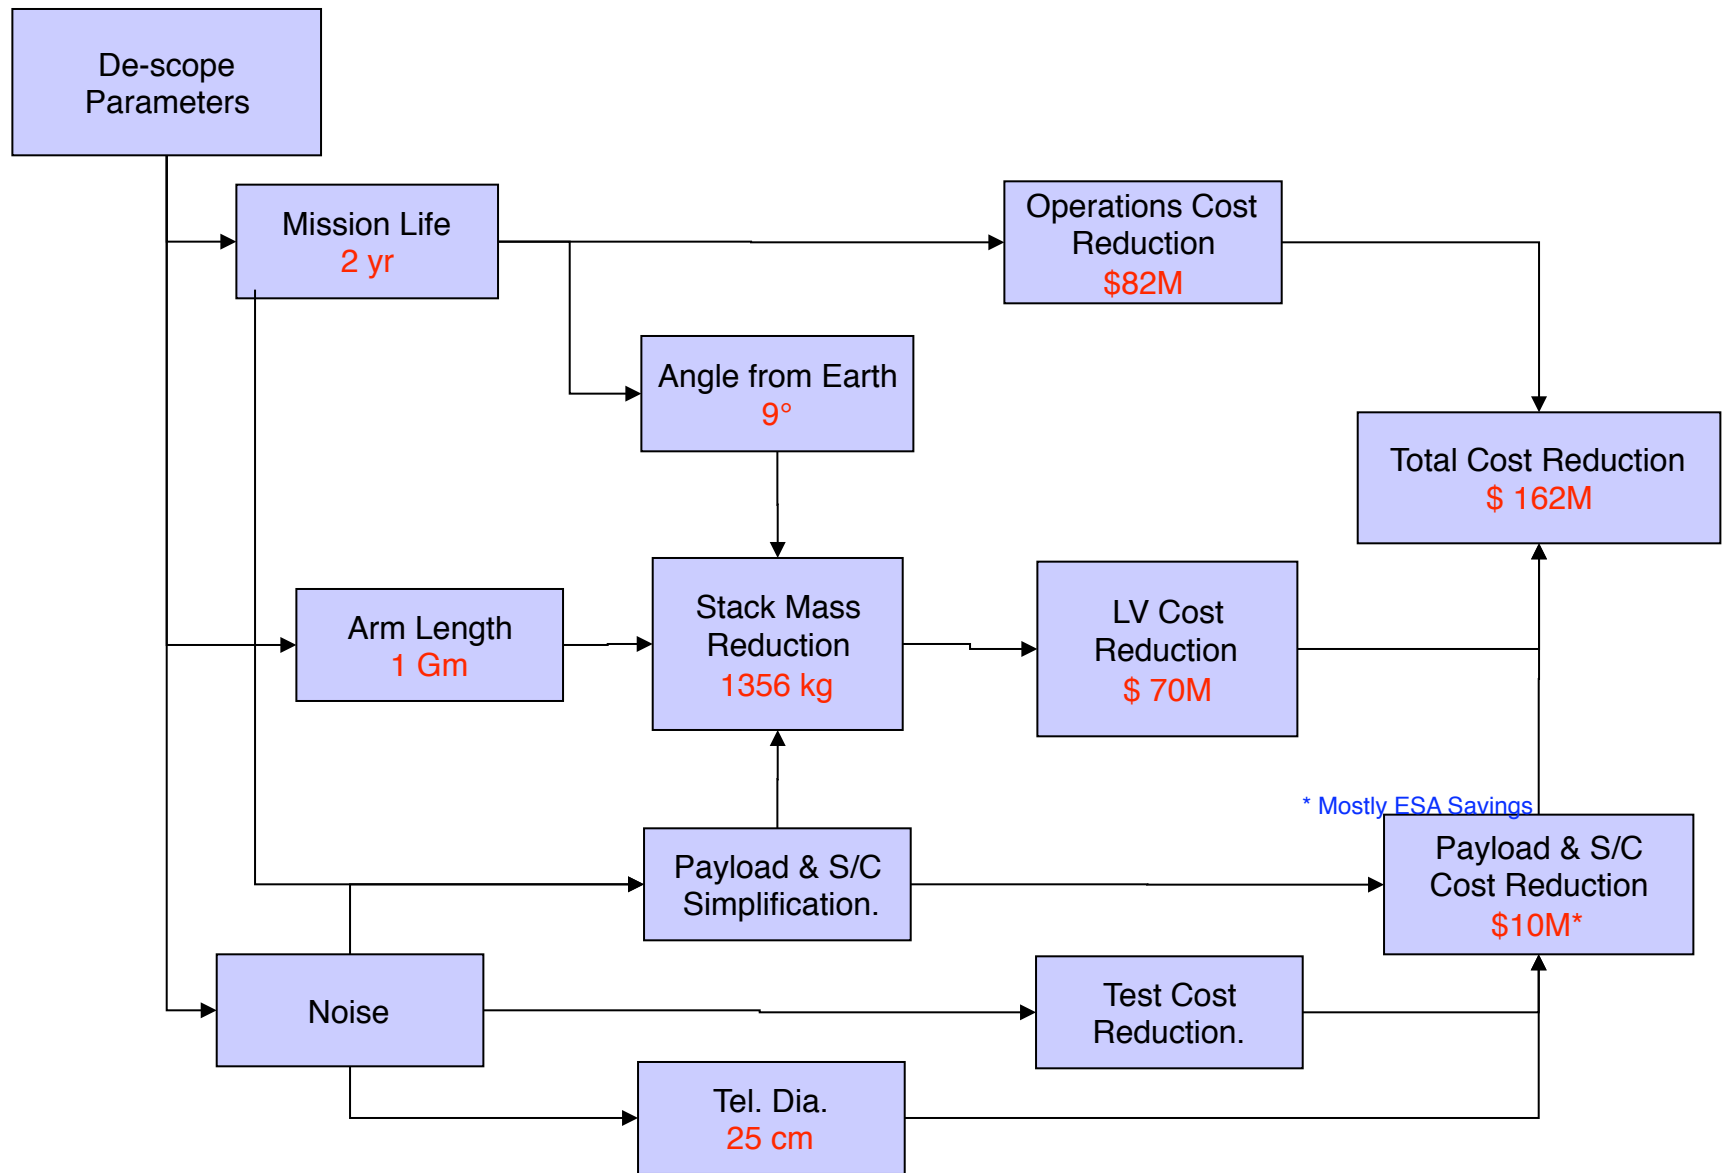 De-scope
Parameters
Mission Life
2 yr
Operations Cost
Reduction
$82M
Angle from Earth
9°
Total Cost Reduction
$ 162M
Arm Length
1 Gm
Stack Mass
Reduction
1356 kg
LV Cost
Reduction
$ 70M
* Mostly ESA Savings
Payload & S/C
Simplification.
Payload & S/C
Cost Reduction
$10M*
Noise
Test Cost
Reduction.
Tel. Dia.
25 cm